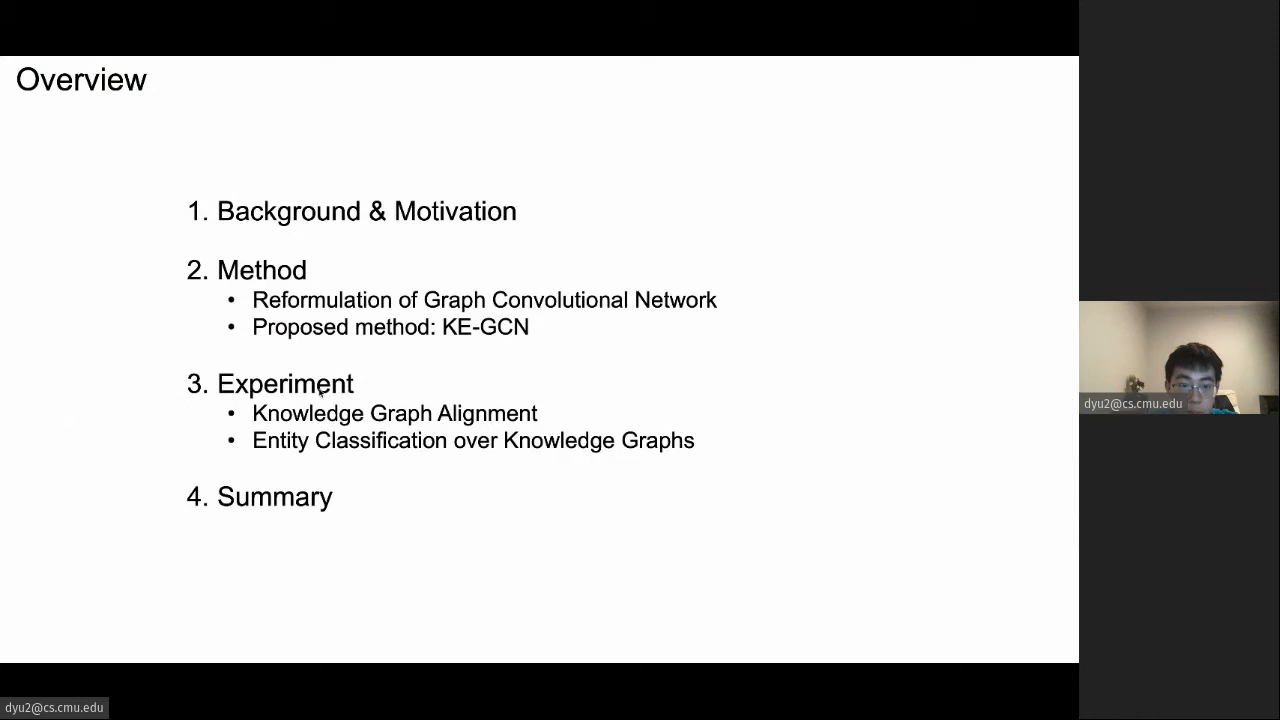 Overview
1. Background & Motivation
2. Method
• Reformulation of Graph Convolutional Network
• Proposed method: KE-GCN
3. Experiment
• Knowledge Graph Alignment
• Entity Classification over Knowledge Graphs
4. Summary
dyu2@cs.cmu.edu
dyu2@cs.cmu.edu